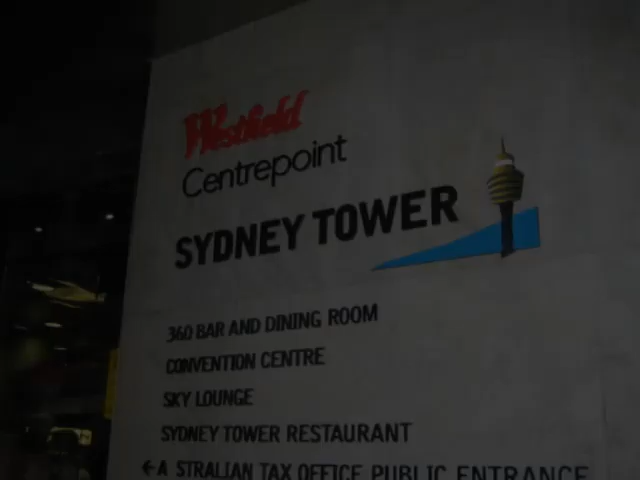 Westfield
Centrepoint
SYDNEY TOWER
360 BAR AND DINING ROOM
CONVENTION CENTRE
SKY LOUNGE
SYDNEY TOWER RESTAURANT
←A STRALIAN TAX OFFICE PUBLIC ENTRANCE